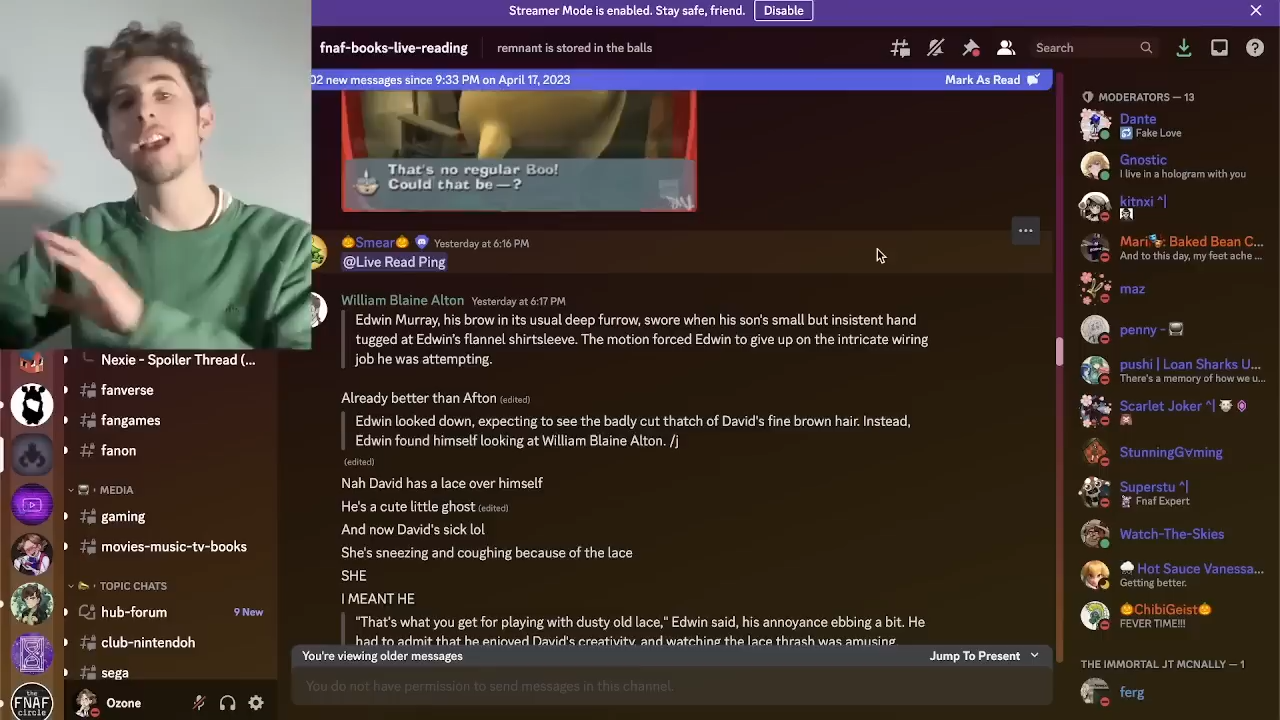 Streamer Mode is enabled. Stay safe, friend.
Disable
fnaf-books-live-reading
remnant is stored in the balls
Search
02 new messages since 9:33 PM on April 17, 2023
Mark As Read
That's no regular Boo!
Could that be—?
Smear
Yesterday at 6:16 PM
@Live Read Ping
William Blaine Alton
Yesterday at 6:17 PM
Edwin Murray, his brow in its usual deep furrow, swore when his son's small but insistent hand
tugged at Edwin's flannel shirtsleeve. The motion forced Edwin to give up on the intricate wiring
job he was attempting.
Already better than Afton (edited)
Edwin looked down, expecting to see the badly cut thatch of David's fine brown hair. Instead,
Edwin found himself looking at William Blaine Alton. /j
(edited)
Nah David has a lace over himself
He's a cute little ghost (edited)
And now David's sick lol
She's sneezing and coughing because of the lace
SHE
I MEANT HE
"That's what you get for playing with dusty old lace," Edwin said, his annoyance ebbing a bit. He
had to admit that he enjoyed David's creativity, and watching the lace thrash was amusing.
You're viewing older messages
Jump To Present
You do not have permission to send messages in this channel.
Nexie - Spoiler Thread (...
fanverse
fangames
fanon
MEDIA
gaming
movies-music-tv-books
TOPIC CHATS
hub-forum
9 New
club-nintendoh
sega
Ozone
the
FNAF
circle
MODERATORS — 13
Dante
Fake Love
Gnostic
I live in a hologram with you
kitnxi ^|
Mari: Baked Bean C...
And to this day, my feet ache ...
maz
penny -
pushi | Loan Sharks U...
There's a memory of how we u...
Scarlet Joker ^|
StunningG∀ming
Superstu ^|
Fnaf Expert
Watch-The-Skies
Hot Sauce Vanessa...
Getting better.
ChibiGeist
FEVER TIME!!!
THE IMMORTAL JT MCNALLY — 1
ferg